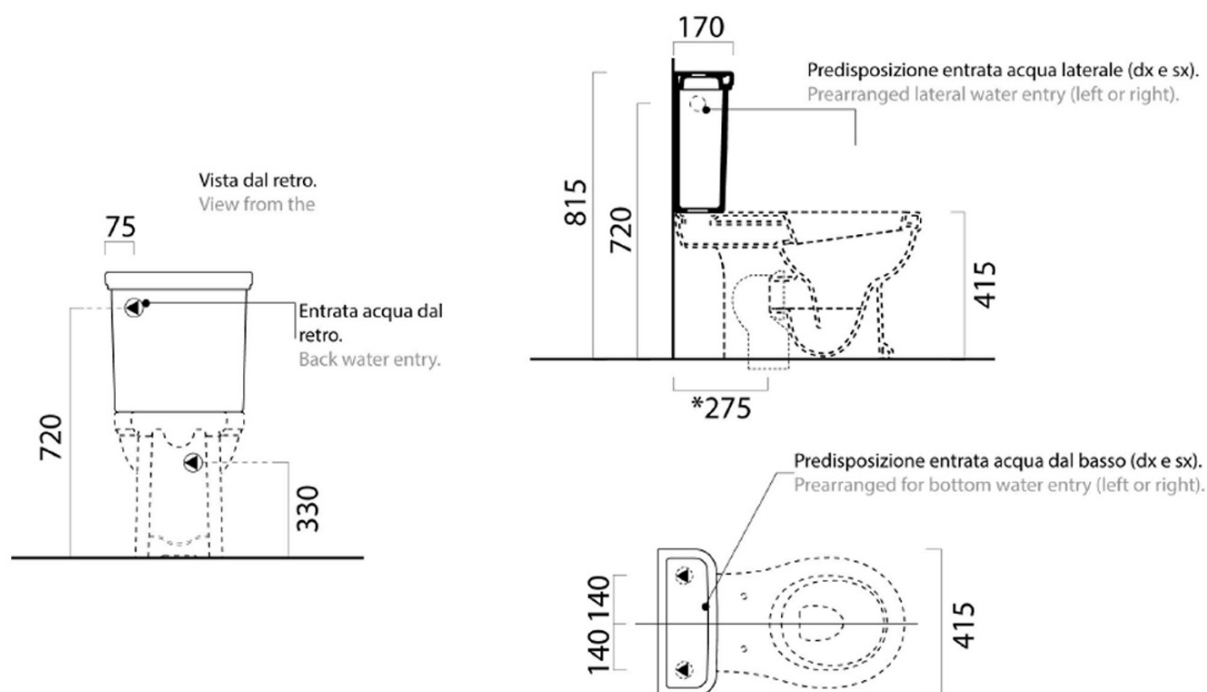 170
Predisposizione entrata acqua laterale (dx e sx).
Prearranged lateral water entry (left or right).
815
720
415
*275
Vista dal retro.
View from the
75
Entrata acqua dal
retro.
Back water entry.
720
330
Predisposizione entrata acqua dal basso (dx e sx).
Prearranged for bottom water entry (left or right).
140
140
415